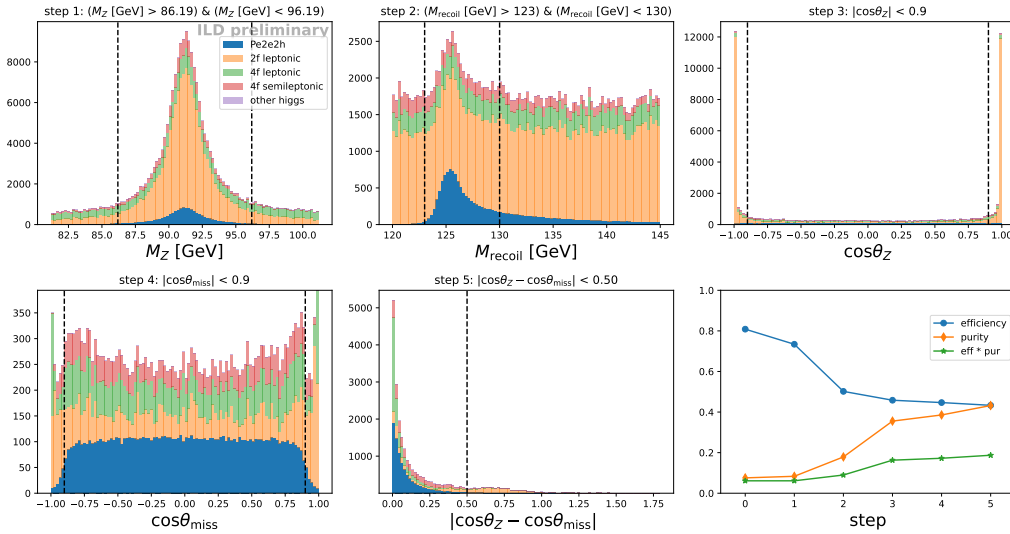 step 1: (M_Z [GeV] > 86.19) & (M_Z [GeV] < 96.19)
ILD preliminary
Pe2e2h
2f leptonic
4f leptonic
4f semileptonic
other higgs
8000
6000
4000
2000
0
82.5 85.0 87.5 90.0 92.5 95.0 97.5 100.0
M_Z [GeV]
step 2: (M_recoil [GeV] > 123) & (M_recoil [GeV] < 130)
2500
2000
1500
1000
500
0
120 125 130 135 140 145
M_recoil [GeV]
step 3: |cosθ_Z| < 0.9
12000
10000
8000
6000
4000
2000
0
−1.00 −0.75 −0.50 −0.25 0.00 0.25 0.50 0.75 1.00
cosθ_Z
step 4: |cosθ_miss| < 0.9
350
300
250
200
150
100
50
0
−1.00 −0.75 −0.50 −0.25 0.00 0.25 0.50 0.75 1.00
cosθ_miss
step 5: |cosθ_Z − cosθ_miss| < 0.50
5000
4000
3000
2000
1000
0.00 0.25 0.50 0.75 1.00 1.25 1.50 1.75
|cosθ_Z − cosθ_miss|
1.0
0.8
0.6
0.4
0.2
0.0
efficiency
purity
eff * pur
0 1 2 3 4 5
step